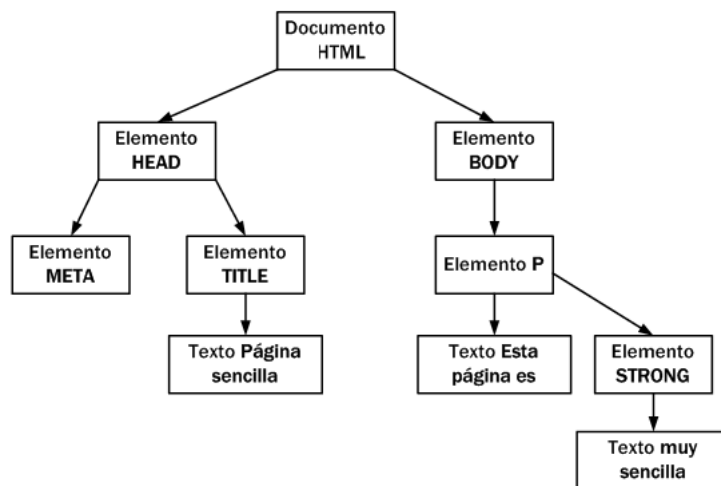 Documento
HTML
Elemento
HEAD
Elemento
BODY
Elemento
META
Elemento
TITLE
Elemento P
Texto Página
sencilla
Texto Esta
página es
Elemento
STRONG
Texto muy
sencilla